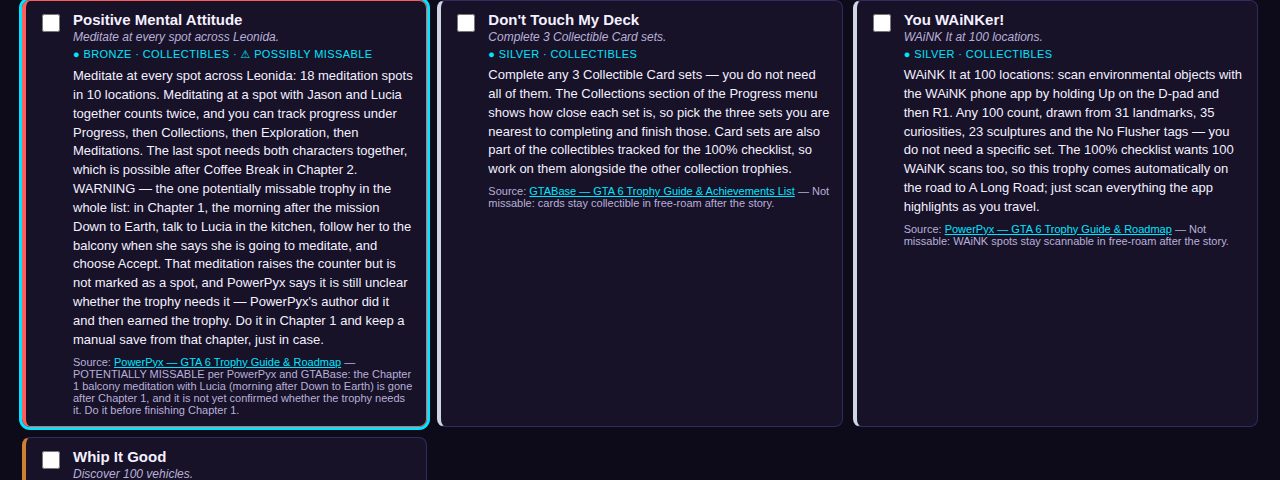 Positive Mental Attitude
Meditate at every spot across Leonida.
● BRONZE · COLLECTIBLES · ⚠ POSSIBLY MISSABLE
Meditate at every spot across Leonida: 18 meditation spots
in 10 locations. Meditating at a spot with Jason and Lucia
together counts twice, and you can track progress under
Progress, then Collections, then Exploration, then
Meditations. The last spot needs both characters together,
which is possible after Coffee Break in Chapter 2.
WARNING — the one potentially missable trophy in the
whole list: in Chapter 1, the morning after the mission
Down to Earth, talk to Lucia in the kitchen, follow her to the
balcony when she says she is going to meditate, and
choose Accept. That meditation raises the counter but is
not marked as a spot, and PowerPyx says it is still unclear
whether the trophy needs it — PowerPyx's author did it
and then earned the trophy. Do it in Chapter 1 and keep a
manual save from that chapter, just in case.
Source: PowerPyx — GTA 6 Trophy Guide & Roadmap —
POTENTIALLY MISSABLE per PowerPyx and GTABase: the Chapter
1 balcony meditation with Lucia (morning after Down to Earth) is gone
after Chapter 1, and it is not yet confirmed whether the trophy needs
it. Do it before finishing Chapter 1.
Don't Touch My Deck
Complete 3 Collectible Card sets.
● SILVER · COLLECTIBLES
Complete any 3 Collectible Card sets — you do not need
all of them. The Collections section of the Progress menu
shows how close each set is, so pick the three sets you are
nearest to completing and finish those. Card sets are also
part of the collectibles tracked for the 100% checklist, so
work on them alongside the other collection trophies.
Source: GTABase — GTA 6 Trophy Guide & Achievements List — Not
missable: cards stay collectible in free-roam after the story.
You WAiNKer!
WAiNK It at 100 locations.
● SILVER · COLLECTIBLES
WAiNK It at 100 locations: scan environmental objects with
the WAiNK phone app by holding Up on the D-pad and
then R1. Any 100 count, drawn from 31 landmarks, 35
curiosities, 23 sculptures and the No Flusher tags — you
do not need a specific set. The 100% checklist wants 100
WAiNK scans too, so this trophy comes automatically on
the road to A Long Road; just scan everything the app
highlights as you travel.
Source: PowerPyx — GTA 6 Trophy Guide & Roadmap — Not
missable: WAiNK spots stay scannable in free-roam after the story.
Whip It Good
Discover 100 vehicles.